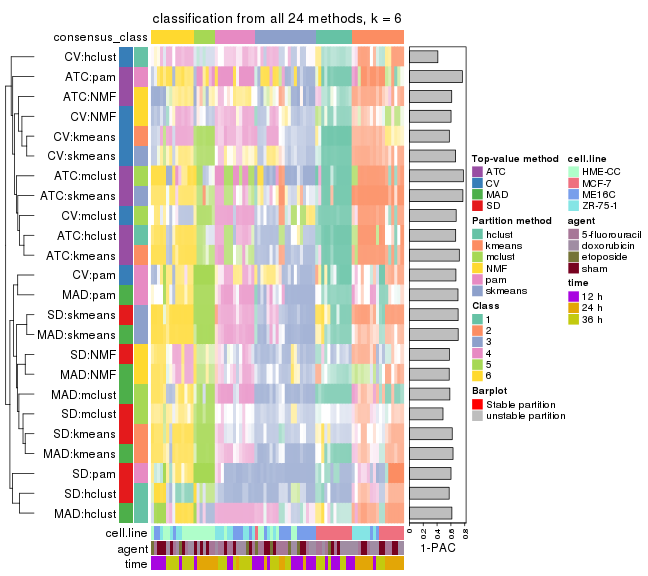 classification from all 24 methods, k = 6
consensus_class
CV:hclust
ATC:pam
ATC:NMF
CV:NMF
CV:kmeans
CV:skmeans
ATC:mclust
ATC:skmeans
CV:mclust
ATC:hclust
ATC:kmeans
CV:pam
MAD:pam
SD:skmeans
MAD:skmeans
SD:NMF
MAD:NMF
MAD:mclust
SD:mclust
SD:kmeans
MAD:kmeans
SD:pam
SD:hclust
MAD:hclust
cell.line
agent
time
0 0.2 0.4 0.6 0.8
1-PAC
Top-value method
ATC
CV
MAD
SD
Partition method
hclust
kmeans
mclust
NMF
pam
skmeans
Class
1
2
3
4
5
6
Barplot
Stable partition
unstable partition
cell.line
HME-CC
MCF-7
ME16C
ZR-75-1
agent
5-fluorouracil
doxorubicin
etoposide
sham
time
12 h
24 h
36 h